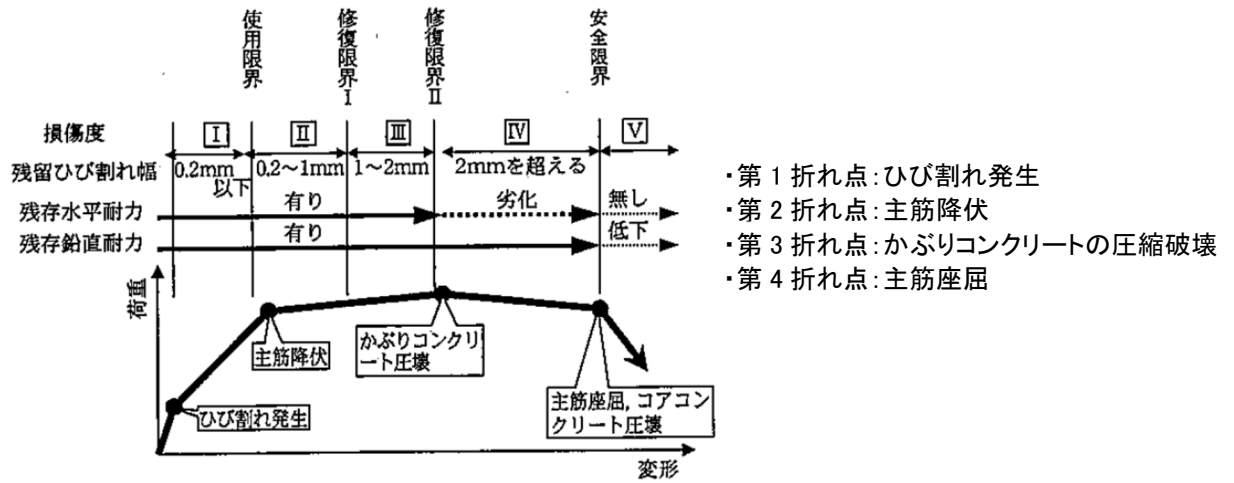 使用限界
修復限界Ⅰ
修復限界Ⅱ
安全限界
損傷度
Ⅰ
Ⅱ
Ⅲ
Ⅳ
Ⅴ
残留ひび割れ幅
0.2mm
以下
0.2～1mm
1～2mm
2mmを超える
残存水平耐力
有り
劣化
無し
残存鉛直耐力
有り
低下
荷重
ひび割れ発生
主筋降伏
かぶりコンクリ
ート圧壊
主筋座屈，コアコン
クリート圧壊
変形
・第1折れ点：ひび割れ発生
・第2折れ点：主筋降伏
・第3折れ点：かぶりコンクリートの圧縮破壊
・第4折れ点：主筋座屈